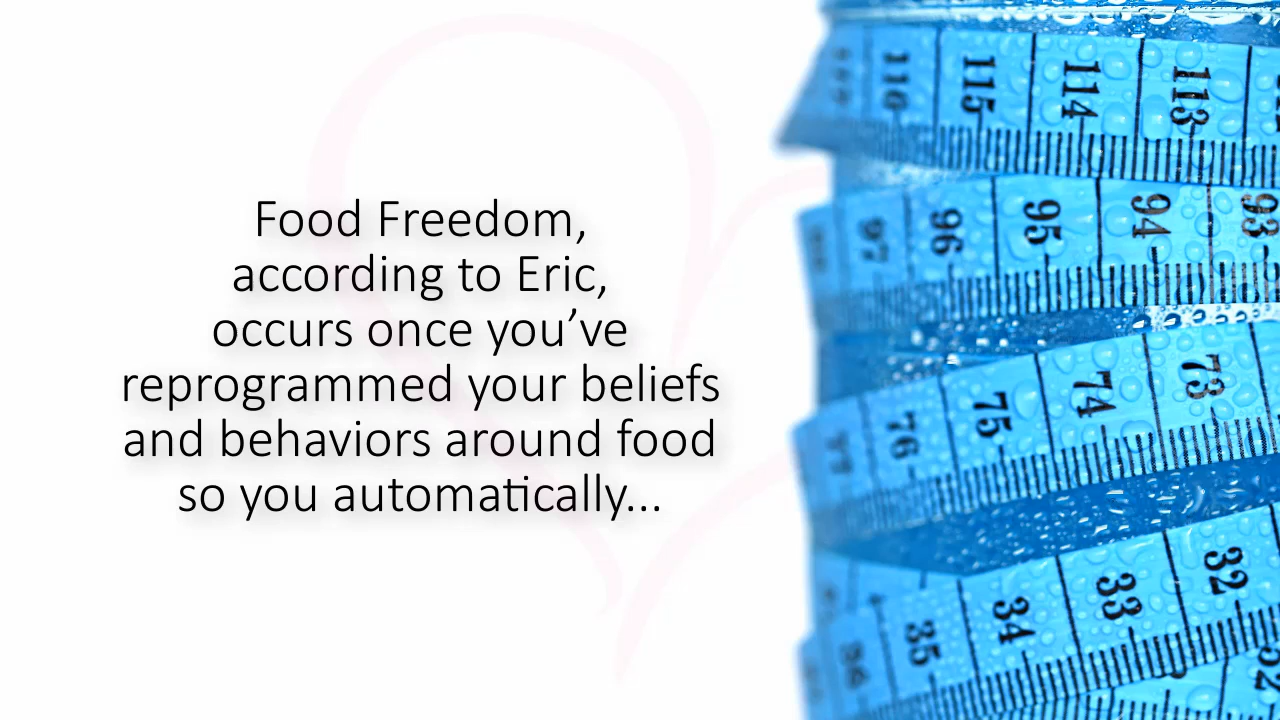 Food Freedom,
according to Eric,
occurs once you’ve
reprogrammed your beliefs
and behaviors around food
so you automatically...
115 114 113
97 96 95 94 93
76 75 74 73
35 34 33 32